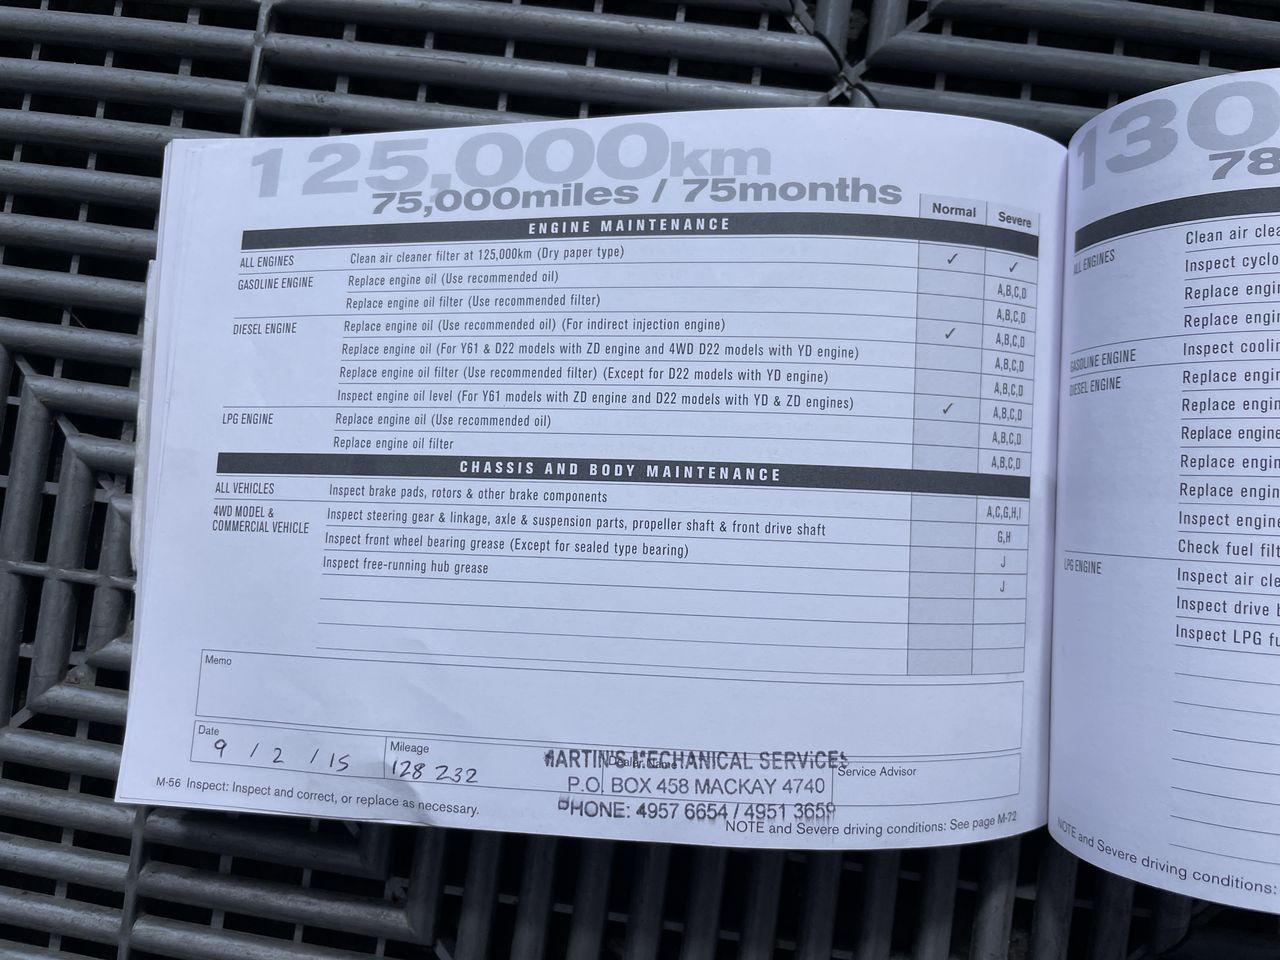 125,000km
75,000miles / 75months
Normal Severe
ENGINE MAINTENANCE
ALL ENGINES Clean air cleaner filter at 125,000km (Dry paper type) ✓ ✓
GASOLINE ENGINE Replace engine oil (Use recommended oil) A,B,C,D
Replace engine oil filter (Use recommended filter) A,B,C,D
DIESEL ENGINE Replace engine oil (Use recommended oil) (For indirect injection engine) ✓ A,B,C,D
Replace engine oil (For Y61 & D22 models with ZD engine and 4WD D22 models with YD engine) A,B,C,D
Replace engine oil filter (Use recommended filter) (Except for D22 models with YD engine) A,B,C,D
Inspect engine oil level (For Y61 models with ZD engine and D22 models with YD & ZD engines) ✓ A,B,C,D
LPG ENGINE Replace engine oil (Use recommended oil) A,B,C,D
Replace engine oil filter A,B,C,D
CHASSIS AND BODY MAINTENANCE
ALL VEHICLES Inspect brake pads, rotors & other brake components A,C,G,H,I
4WD MODEL & COMMERCIAL VEHICLE Inspect steering gear & linkage, axle & suspension parts, propeller shaft & front drive shaft G,H
Inspect front wheel bearing grease (Except for sealed type bearing) J
Inspect free-running hub grease J
Memo
Date 9 / 2 / 15
Mileage 128 232
Dealer Name
MARTIN'S MECHANICAL SERVICES
P.O. BOX 458 MACKAY 4740
PHONE: 4957 6654 / 4951 3659
Service Advisor
M-56 Inspect: Inspect and correct, or replace as necessary.
NOTE and Severe driving conditions: See page M-72
130
78
ALL ENGINES Clean air clea
Inspect cyclo
Replace engin
Replace engin
GASOLINE ENGINE Inspect coolin
DIESEL ENGINE Replace engin
Replace engin
Replace engine
Replace engin
Replace engin
Inspect engine
Check fuel filt
LPG ENGINE Inspect air cle
Inspect drive b
Inspect LPG fu
NOTE and Severe driving conditions: